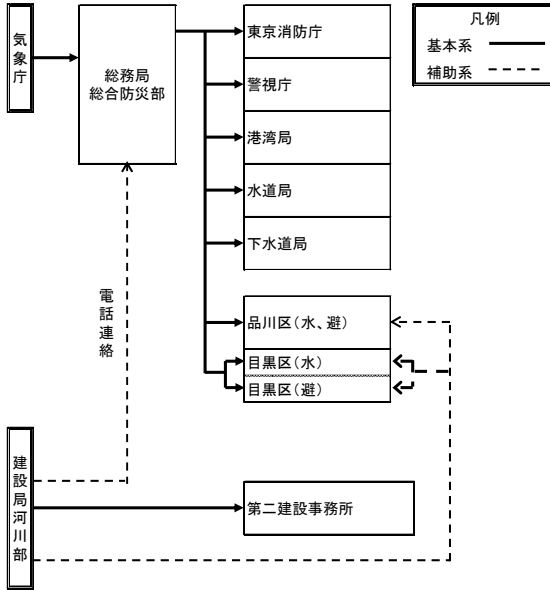 気象庁
総務局
総合防災部
東京消防庁
警視庁
港湾局
水道局
下水道局
品川区(水、避)
目黒区(水)
目黒区(避)
凡例
基本系
補助系
電話連絡
建設局河川部
第二建設事務所